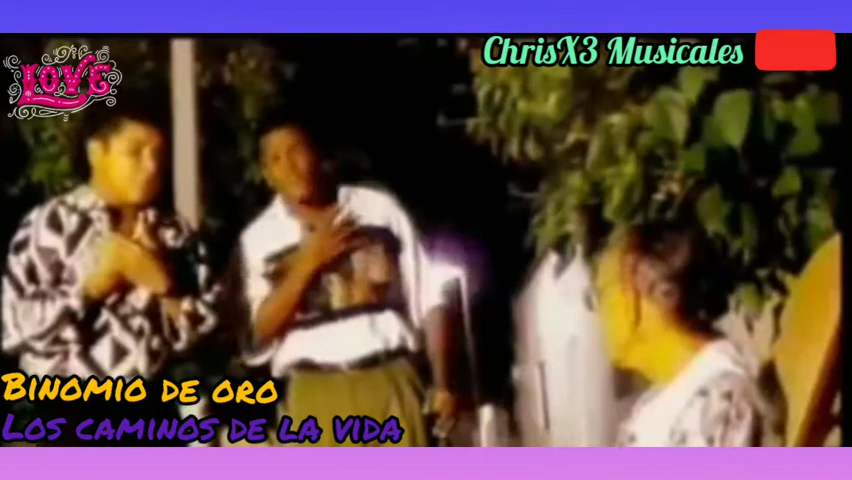 LOVE
ChrisX3 Musicales
BINOMIO DE ORO
LOS CAMINOS DE LA VIDA